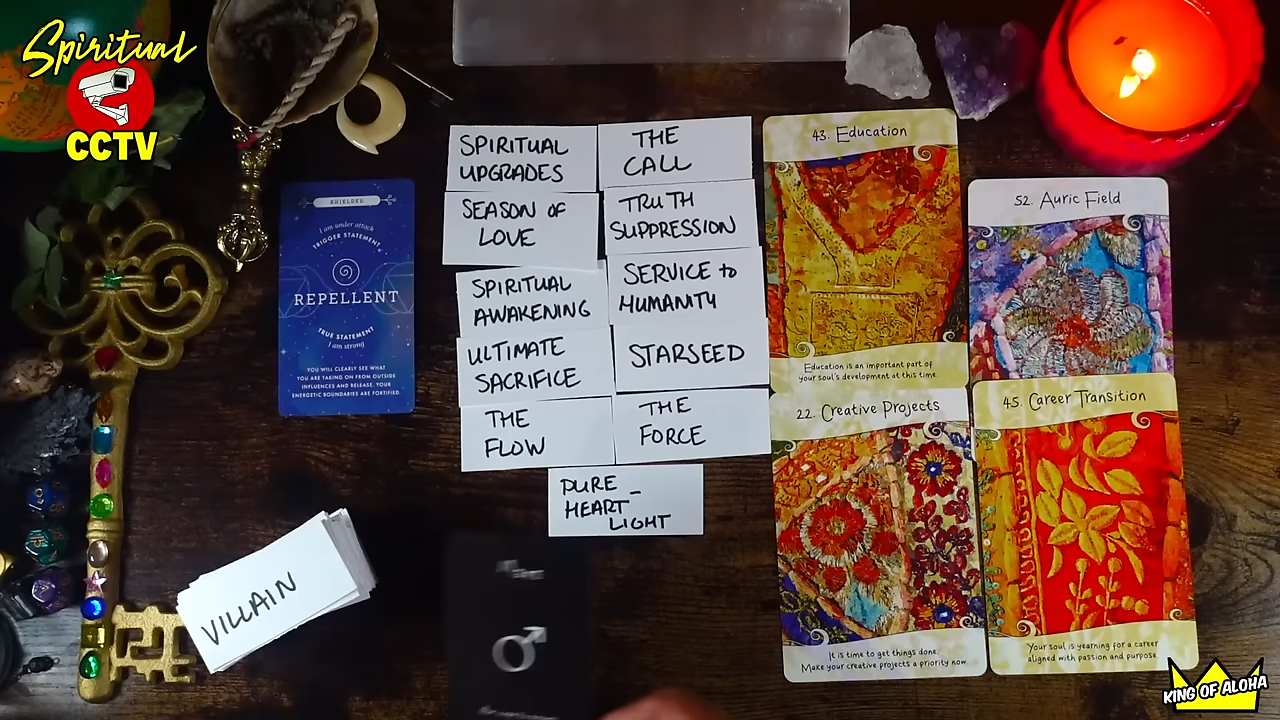 Spiritual
CCTV
SHIELDED
I am under attack
TRIGGER STATEMENT
REPELLENT
TRUE STATEMENT
I am strong
YOU WILL CLEARLY SEE WHAT
YOU ARE TAKING ON FROM OUTSIDE
INFLUENCES AND RELEASE. YOUR
ENERGETIC BOUNDARIES ARE FORTIFIED.
VILLAIN
SPIRITUAL
UPGRADES
THE
CALL
SEASON OF
LOVE
TRUTH
SUPPRESSION
SPIRITUAL
AWAKENING
SERVICE to
HUMANITY
ULTIMATE
SACRIFICE
STARSEED
THE
FLOW
THE
FORCE
PURE-
HEART
LIGHT
43. Education
Education is an important part of
your soul's development at this time.
52. Auric Field
22. Creative Projects
It is time to get things done.
Make your creative projects a priority now.
45. Career Transition
Your soul is yearning for a career
aligned with passion and purpose.
KING OF ALOHA